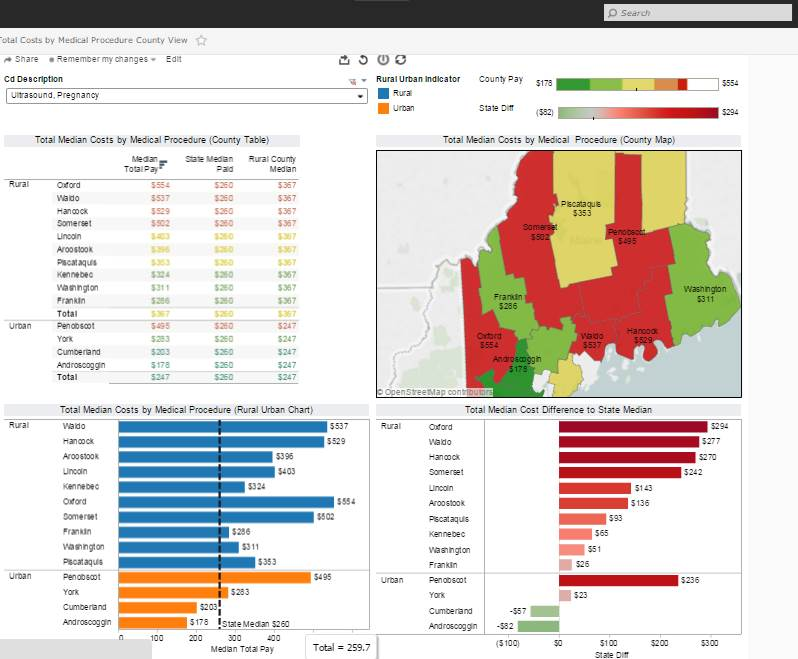 Search
Total Costs by Medical Procedure County View
Share Remember my changes Edit
Cd Description
Ultrasound, Pregnancy
Rural Urban Indicator
Rural
Urban
County Pay $178 $554
State Diff ($82) $294
Total Median Costs by Medical Procedure (County Table)
Median Total Pay State Median Paid Rural County Median
Rural Oxford $554 $260 $367
Waldo $537 $260 $367
Hancock $529 $260 $367
Somerset $502 $260 $367
Lincoln $403 $260 $367
Aroostook $396 $260 $367
Piscataquis $353 $260 $367
Kennebec $324 $260 $367
Washington $311 $260 $367
Franklin $286 $260 $367
Total $367 $260 $367
Urban Penobscot $495 $260 $247
York $283 $260 $247
Cumberland $203 $260 $247
Androscoggin $178 $260 $247
Total $247 $260 $247
Total Median Costs by Medical Procedure (County Map)
Piscataquis
$353
Somerset
$502
Penobscot
$495
Washington
$311
Franklin
$286
Oxford
$554
Waldo
$537
Hancock
$529
Androscoggin
$178
© OpenStreetMap contributors
Total Median Costs by Medical Procedure (Rural Urban Chart)
Rural Waldo $537
Hancock $529
Aroostook $396
Lincoln $403
Kennebec $324
Oxford $554
Somerset $502
Franklin $286
Washington $311
Piscataquis $353
Urban Penobscot $495
York $283
Cumberland $203
Androscoggin $178
State Median $260
0 100 200 300 400
Median Total Pay
Total = 259.7
Total Median Cost Difference to State Median
Rural Oxford $294
Waldo $277
Hancock $270
Somerset $242
Lincoln $143
Aroostook $136
Piscataquis $93
Kennebec $65
Washington $51
Franklin $26
Urban Penobscot $236
York $23
Cumberland -$57
Androscoggin -$82
($100) $0 $100 $200 $300
State Diff